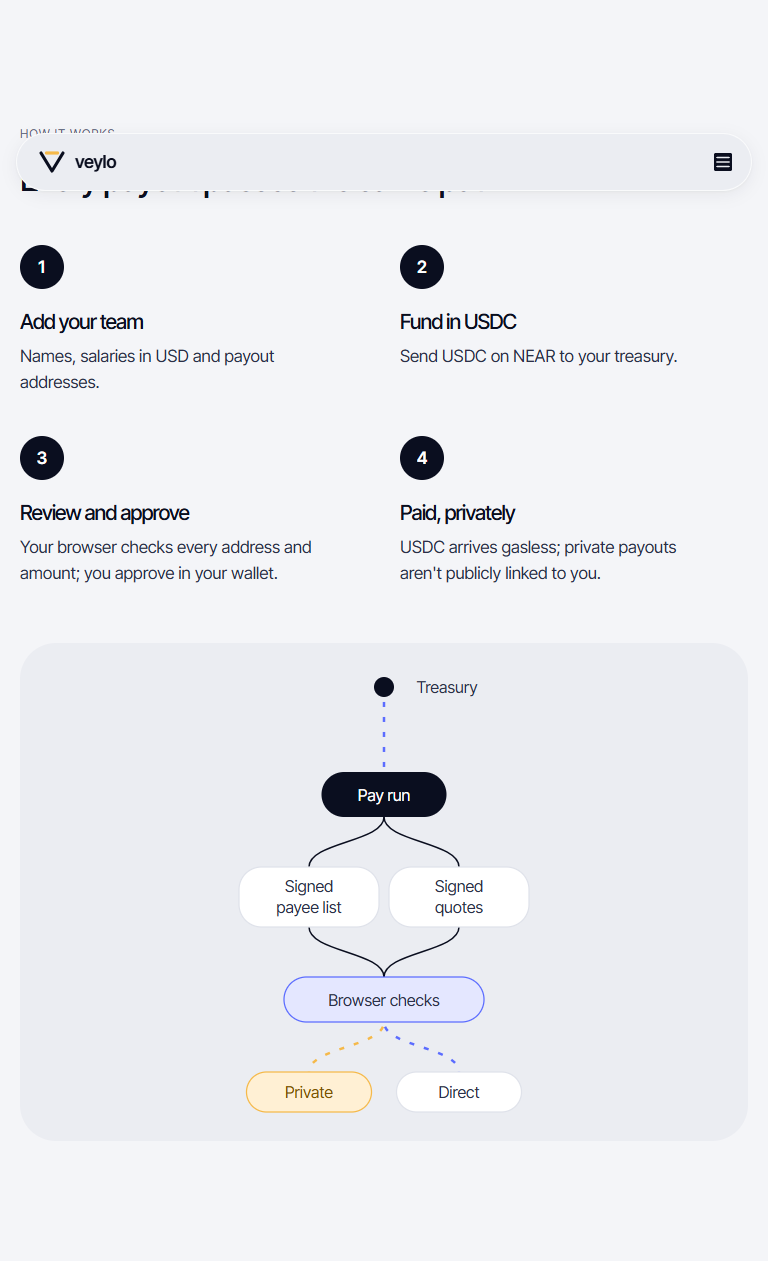 HOW IT WORKS
veylo
1
2
Add your team
Fund in USDC
Names, salaries in USD and payout
addresses.
Send USDC on NEAR to your treasury.
3
4
Review and approve
Paid, privately
Your browser checks every address and
amount; you approve in your wallet.
USDC arrives gasless; private payouts
aren't publicly linked to you.
Treasury
Pay run
Signed
payee list
Signed
quotes
Browser checks
Private
Direct